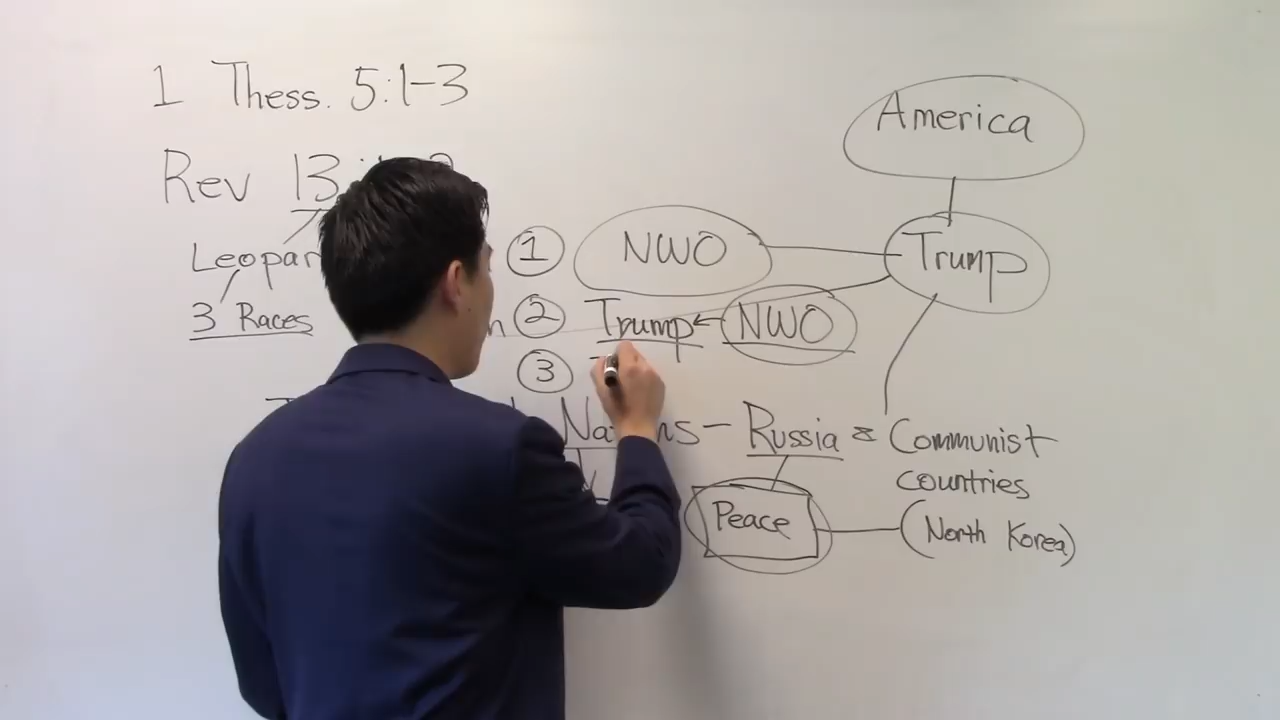 1 Thess. 5:1-3
America
Rev 13
Leopar
① NWO
Trump
3 Races
② Trump ← NWO
③
Russia & Communist
countries
Peace
(North Korea)